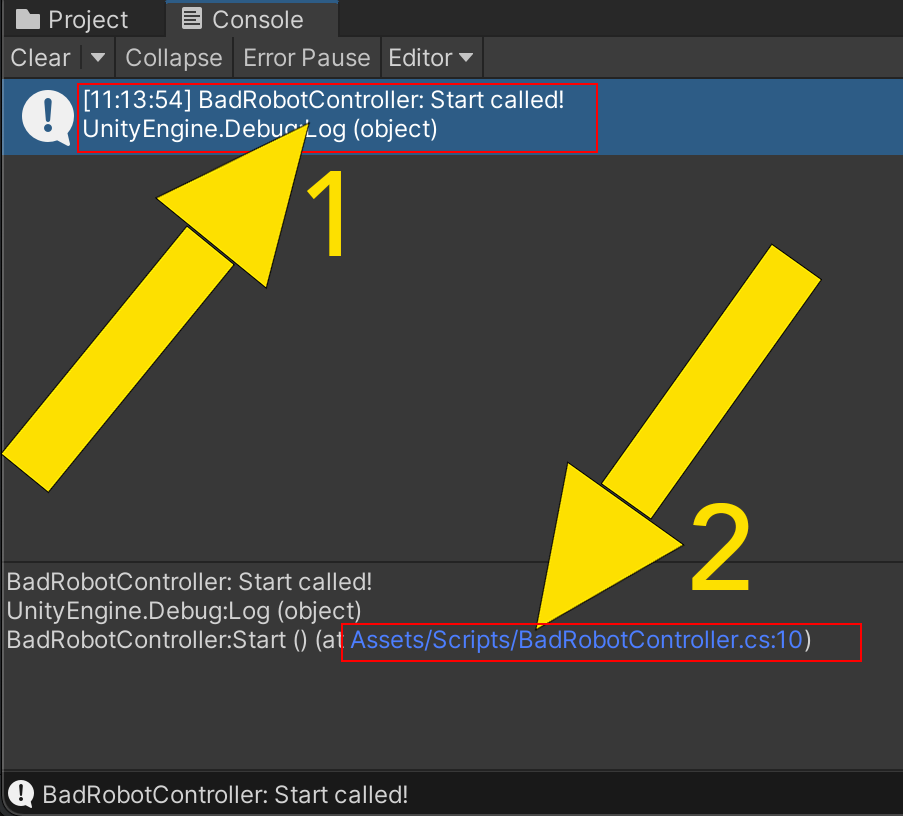 Project Console
Clear Collapse Error Pause Editor
[11:13:54] BadRobotController: Start called!
UnityEngine.Debug:Log (object)
1
2
BadRobotController: Start called!
UnityEngine.Debug:Log (object)
BadRobotController:Start () (at Assets/Scripts/BadRobotController.cs:10)
BadRobotController: Start called!